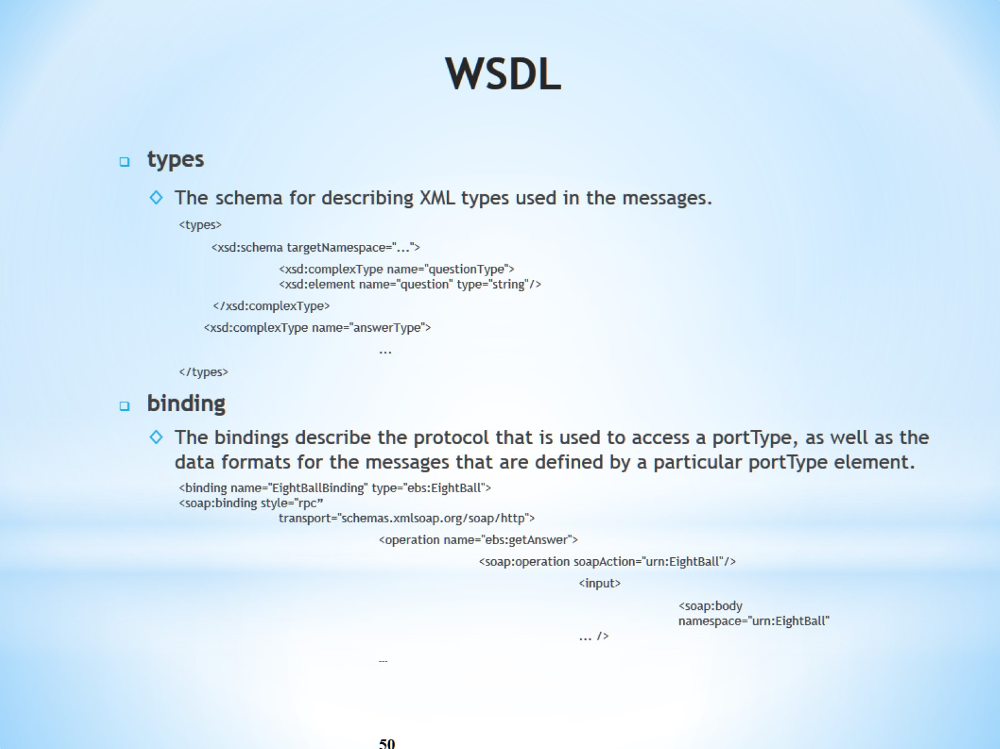 WSDL
types
The schema for describing XML types used in the messages.
<types>
<xsd:schema targetNamespace="...">
<xsd:complexType name="questionType">
<xsd:element name="question" type="string"/>
</xsd:complexType>
<xsd:complexType name="answerType">
...
</types>
binding
The bindings describe the protocol that is used to access a portType, as well as the
data formats for the messages that are defined by a particular portType element.
<binding name="EightBallBinding" type="ebs:EightBall">
<soap:binding style="rpc”
transport="schemas.xmlsoap.org/soap/http">
<operation name="ebs:getAnswer">
<soap:operation soapAction="urn:EightBall"/>
<input>
<soap:body
namespace="urn:EightBall"
... />
---
50